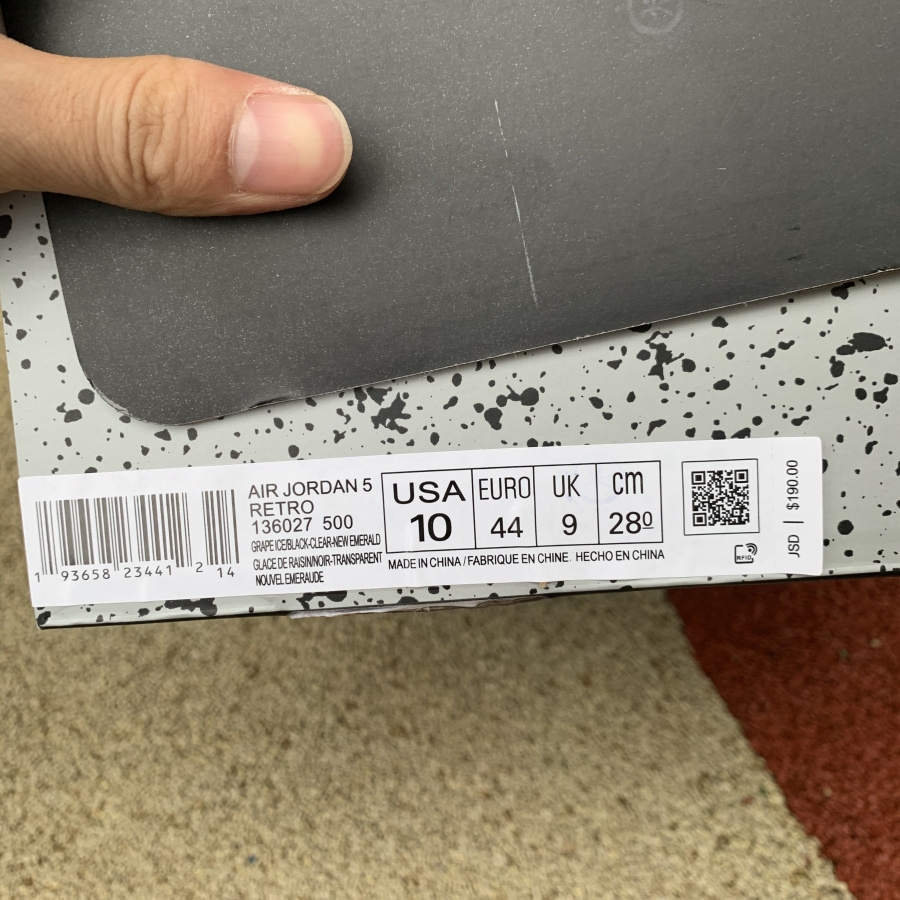 AIR JORDAN 5
RETRO
136027 500
GRAPE ICE/BLACK-CLEAR-NEW EMERALD
GLACE DE RAISIN/NOIR-TRANSPARENT
NOUVEL EMERAUDE
1 93658 23441 2 14
USA EURO UK cm
10 44 9 280
MADE IN CHINA / FABRIQUE EN CHINE. HECHO EN CHINA
RFID
JSD | $190.00